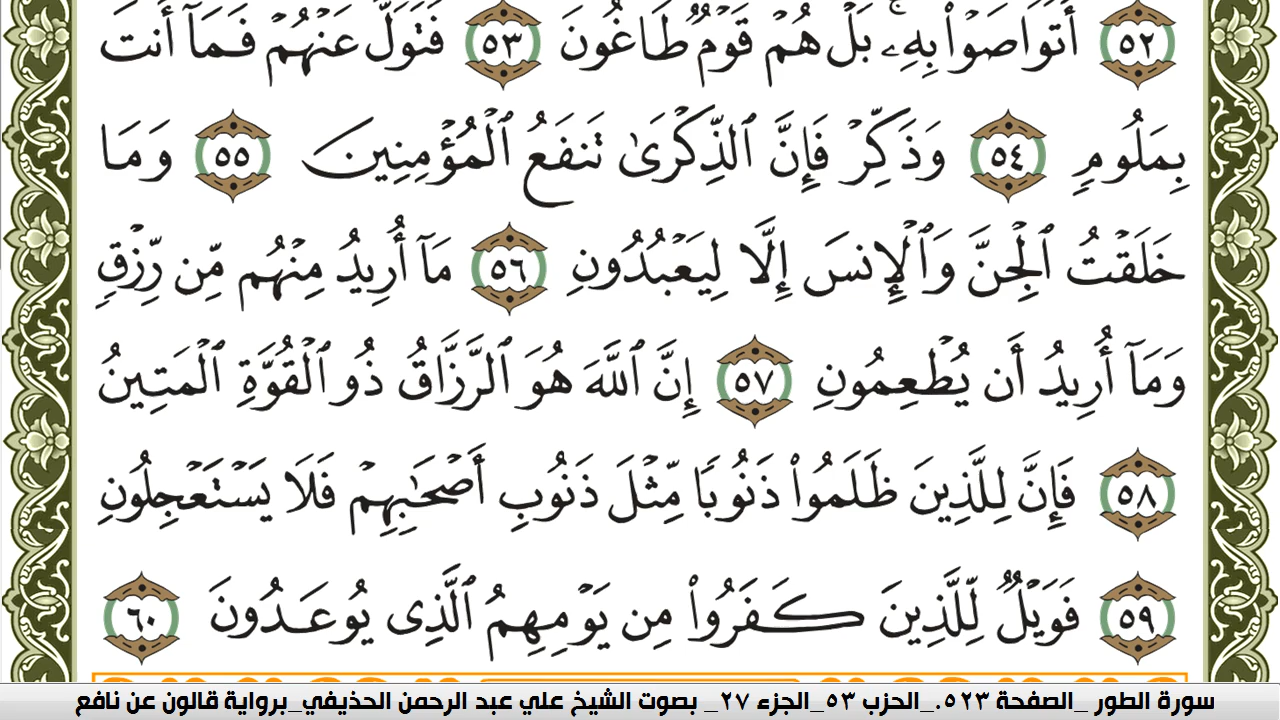 ٥٢ أَتَوَاصَوْا۟ بِهِۦۚ بَلْ هُمْ قَوْمٌ طَاغُونَ ٥٣ فَتَوَلَّ عَنْهُمْ فَمَآ أَنتَ
بِمَلُومٍ ٥٤ وَذَكِّرْ فَإِنَّ ٱلذِّكْرَىٰ تَنفَعُ ٱلْمُؤْمِنِينَ ٥٥ وَمَا
خَلَقْتُ ٱلْجِنَّ وَٱلْإِنسَ إِلَّا لِيَعْبُدُونِ ٥٦ مَآ أُرِيدُ مِنْهُم مِّن رِّزْقٍ
وَمَآ أُرِيدُ أَن يُطْعِمُونِ ٥٧ إِنَّ ٱللَّهَ هُوَ ٱلرَّزَّاقُ ذُو ٱلْقُوَّةِ ٱلْمَتِينُ
٥٨ فَإِنَّ لِلَّذِينَ ظَلَمُوا۟ ذَنُوبًا مِّثْلَ ذَنُوبِ أَصْحَٰبِهِمْ فَلَا يَسْتَعْجِلُونِ
٥٩ فَوَيْلٌ لِّلَّذِينَ كَفَرُوا۟ مِن يَوْمِهِمُ ٱلَّذِى يُوعَدُونَ ٦٠
سورة الطور _الصفحة ٥٢٣._الحزب ٥٣_الجزء ٢٧_ بصوت الشيخ علي عبد الرحمن الحذيفي_برواية قالون عن نافع